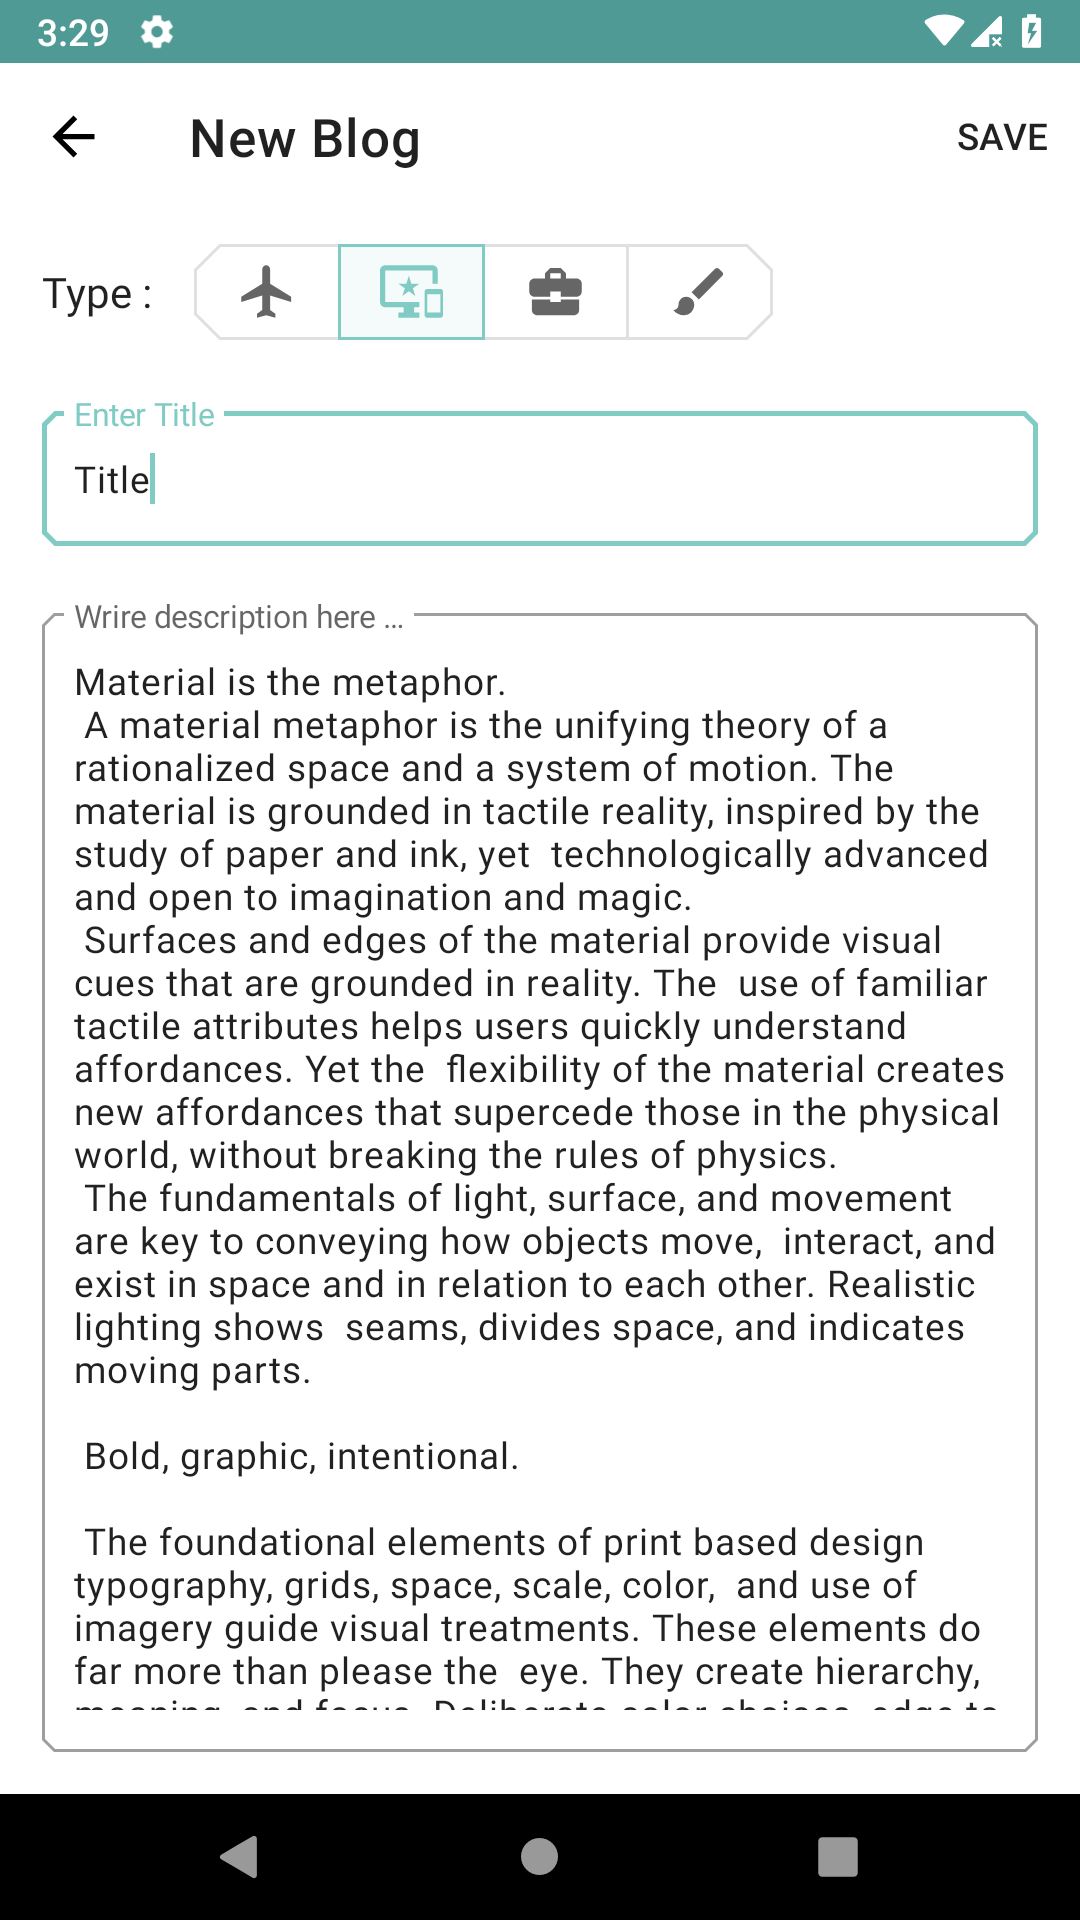 3:29
New Blog
SAVE
Type :
Enter Title
Title
Wrire description here ...
Material is the metaphor.
A material metaphor is the unifying theory of a
rationalized space and a system of motion. The
material is grounded in tactile reality, inspired by the
study of paper and ink, yet  technologically advanced
and open to imagination and magic.
Surfaces and edges of the material provide visual
cues that are grounded in reality. The  use of familiar
tactile attributes helps users quickly understand
affordances. Yet the  flexibility of the material creates
new affordances that supercede those in the physical
world, without breaking the rules of physics.
The fundamentals of light, surface, and movement
are key to conveying how objects move,  interact, and
exist in space and in relation to each other. Realistic
lighting shows  seams, divides space, and indicates
moving parts.
Bold, graphic, intentional.
The foundational elements of print based design
typography, grids, space, scale, color,  and use of
imagery guide visual treatments. These elements do
far more than please the  eye. They create hierarchy,
meaning, and focus. Deliberate color choices, edge to